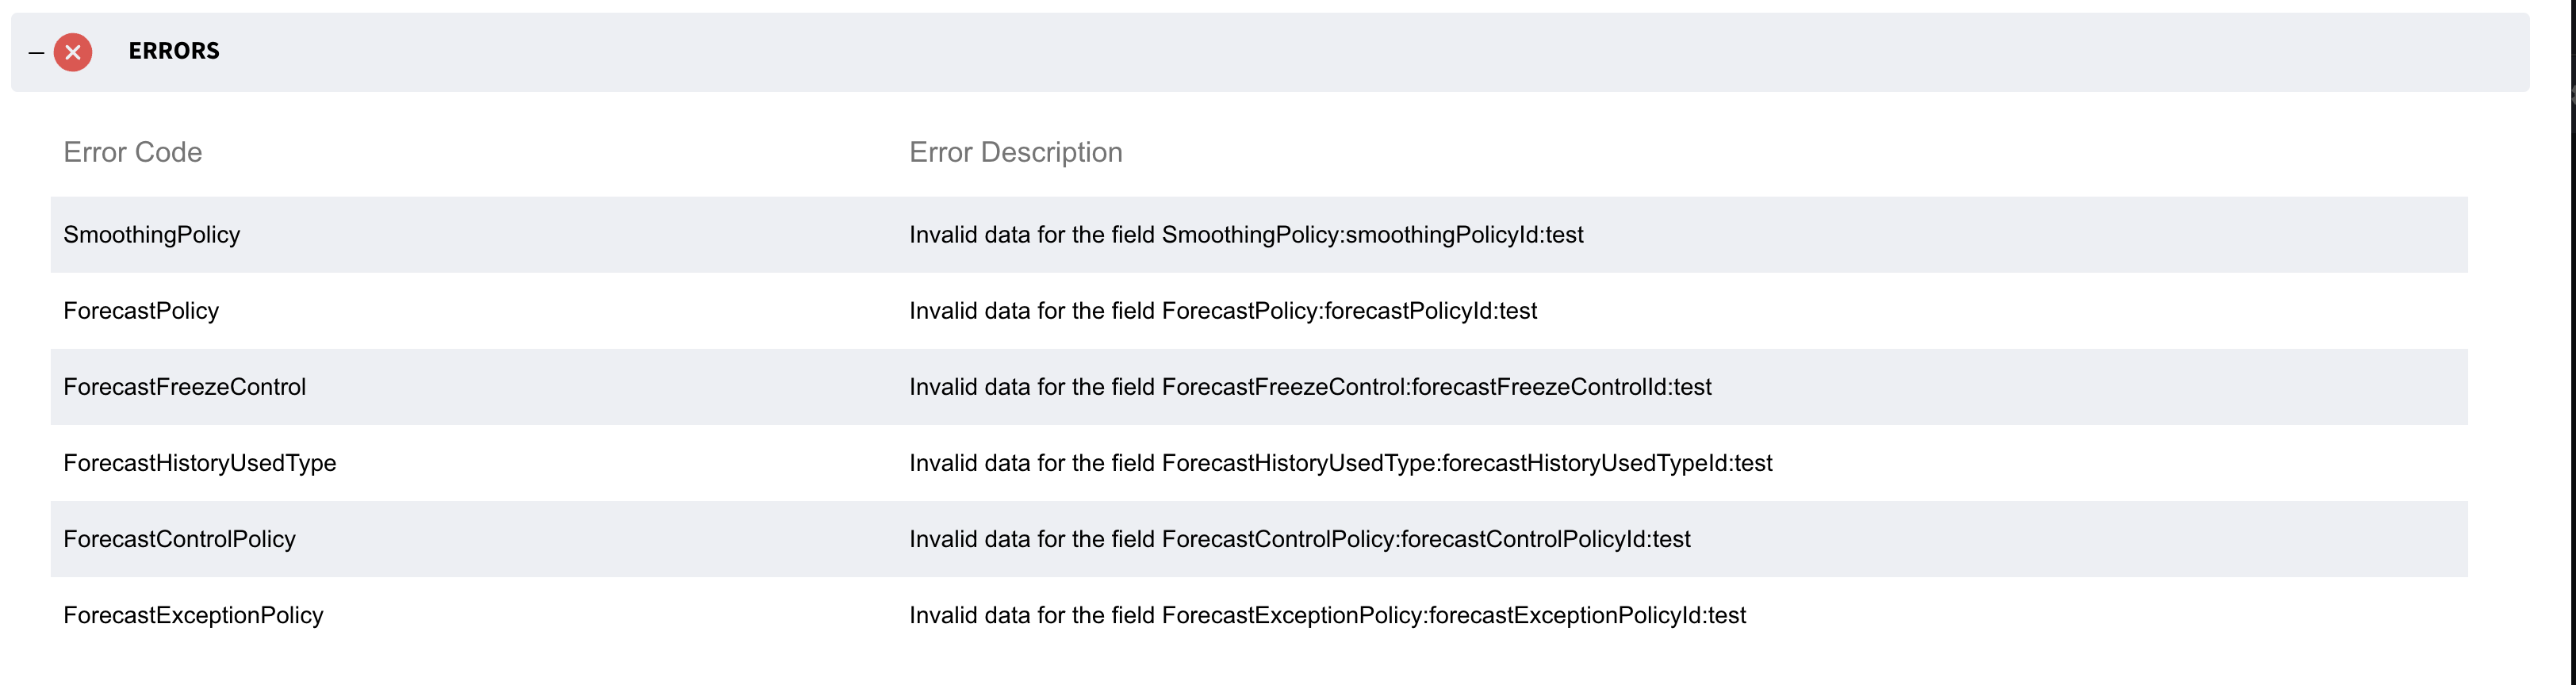 ERRORS
Error Code Error Description
SmoothingPolicy Invalid data for the field SmoothingPolicy:smoothingPolicyId:test
ForecastPolicy Invalid data for the field ForecastPolicy:forecastPolicyId:test
ForecastFreezeControl Invalid data for the field ForecastFreezeControl:forecastFreezeControlId:test
ForecastHistoryUsedType Invalid data for the field ForecastHistoryUsedType:forecastHistoryUsedTypeId:test
ForecastControlPolicy Invalid data for the field ForecastControlPolicy:forecastControlPolicyId:test
ForecastExceptionPolicy Invalid data for the field ForecastExceptionPolicy:forecastExceptionPolicyId:test